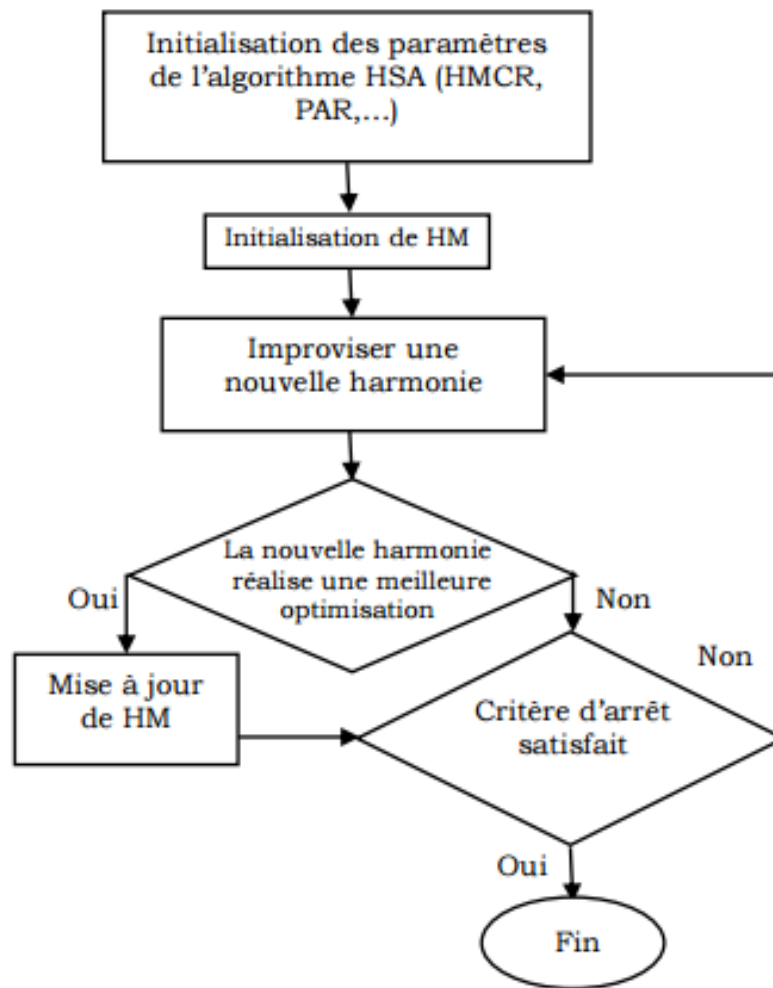 Initialisation des paramètres
de l'algorithme HSA (HMCR,
PAR,...)
Initialisation de HM
Improviser une
nouvelle harmonie
La nouvelle harmonie
réalise une meilleure
optimisation
Oui
Non
Mise à jour
de HM
Non
Critère d'arrêt
satisfait
Oui
Fin